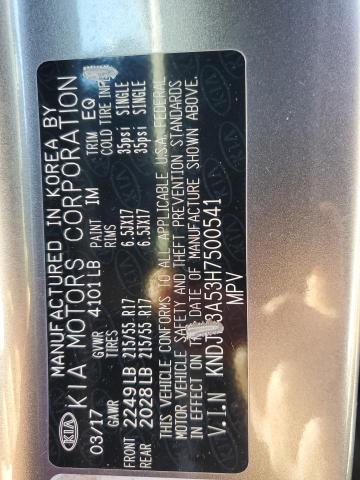 MANUFACTURED IN KOREA BY
KIA KIA MOTORS CORPORATION
03/17 GVWR 4101LB PAINT IM TRIM EQ
GAWR TIRES RIMS COLD TIRE
FRONT 2249LB 215/55 R17 6.5JX17 35psi SINGLE
REAR 2028LB 215/55 R17 6.5JX17 35psi SINGLE
THIS VEHICLE CONFORMS TO ALL APPLICABLE U.S.A. FEDERAL
MOTOR VEHICLE SAFETY AND THEFT PREVENTION STANDARDS
IN EFFECT ON THE DATE OF MANUFACTURE SHOWN ABOVE.
V.I.N
MPV